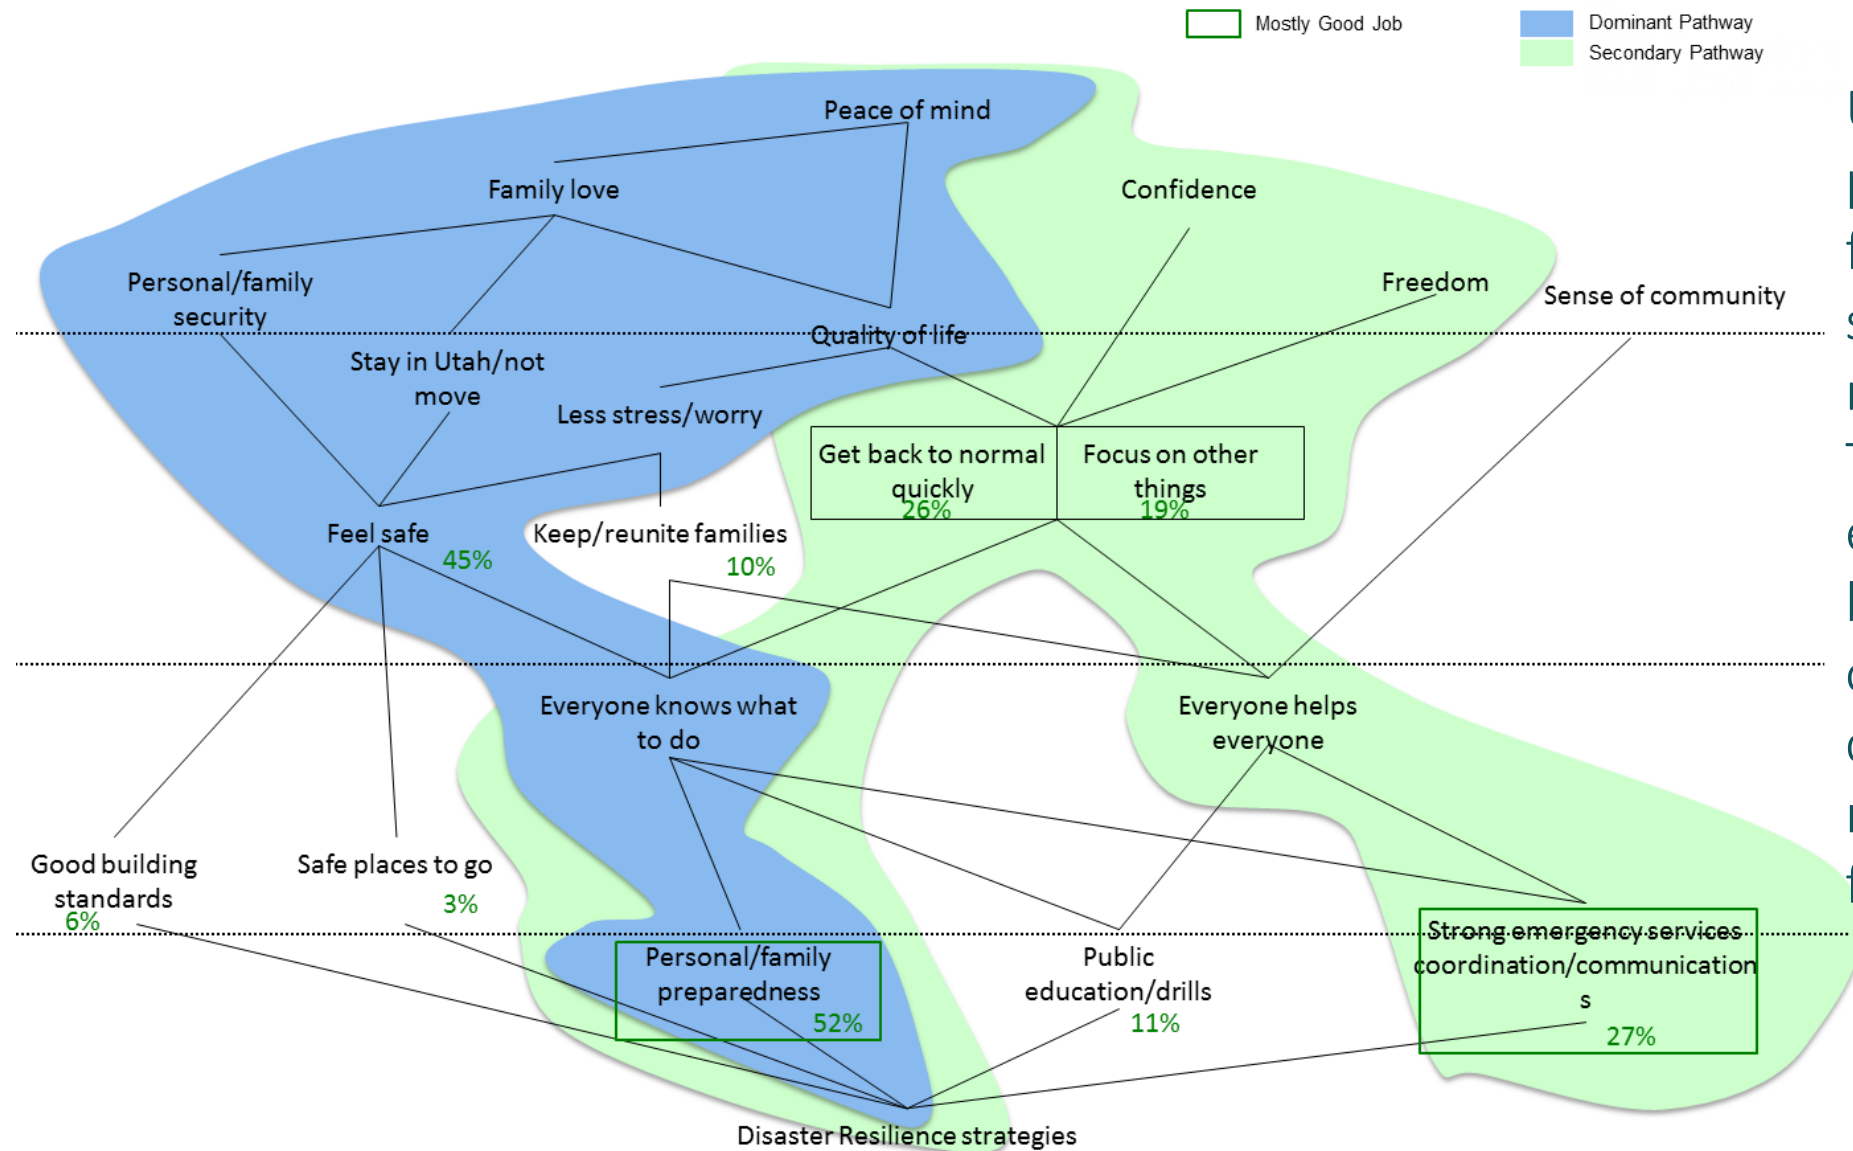 Mostly Good Job
Dominant Pathway
Secondary Pathway
Peace of mind
Family love
Confidence
Personal/family
security
Freedom
Sense of community
Quality of life
Stay in Utah/not
move
Less stress/worry
Get back to normal
quickly
26%
Focus on other
things
19%
Feel safe
45%
Keep/reunite families
10%
Everyone knows what
to do
Everyone helps
everyone
Good building
standards
6%
Safe places to go
3%
Personal/family
preparedness
52%
Public
education/drills
11%
Strong emergency services
coordination/communication
s
27%
Disaster Resilience strategies